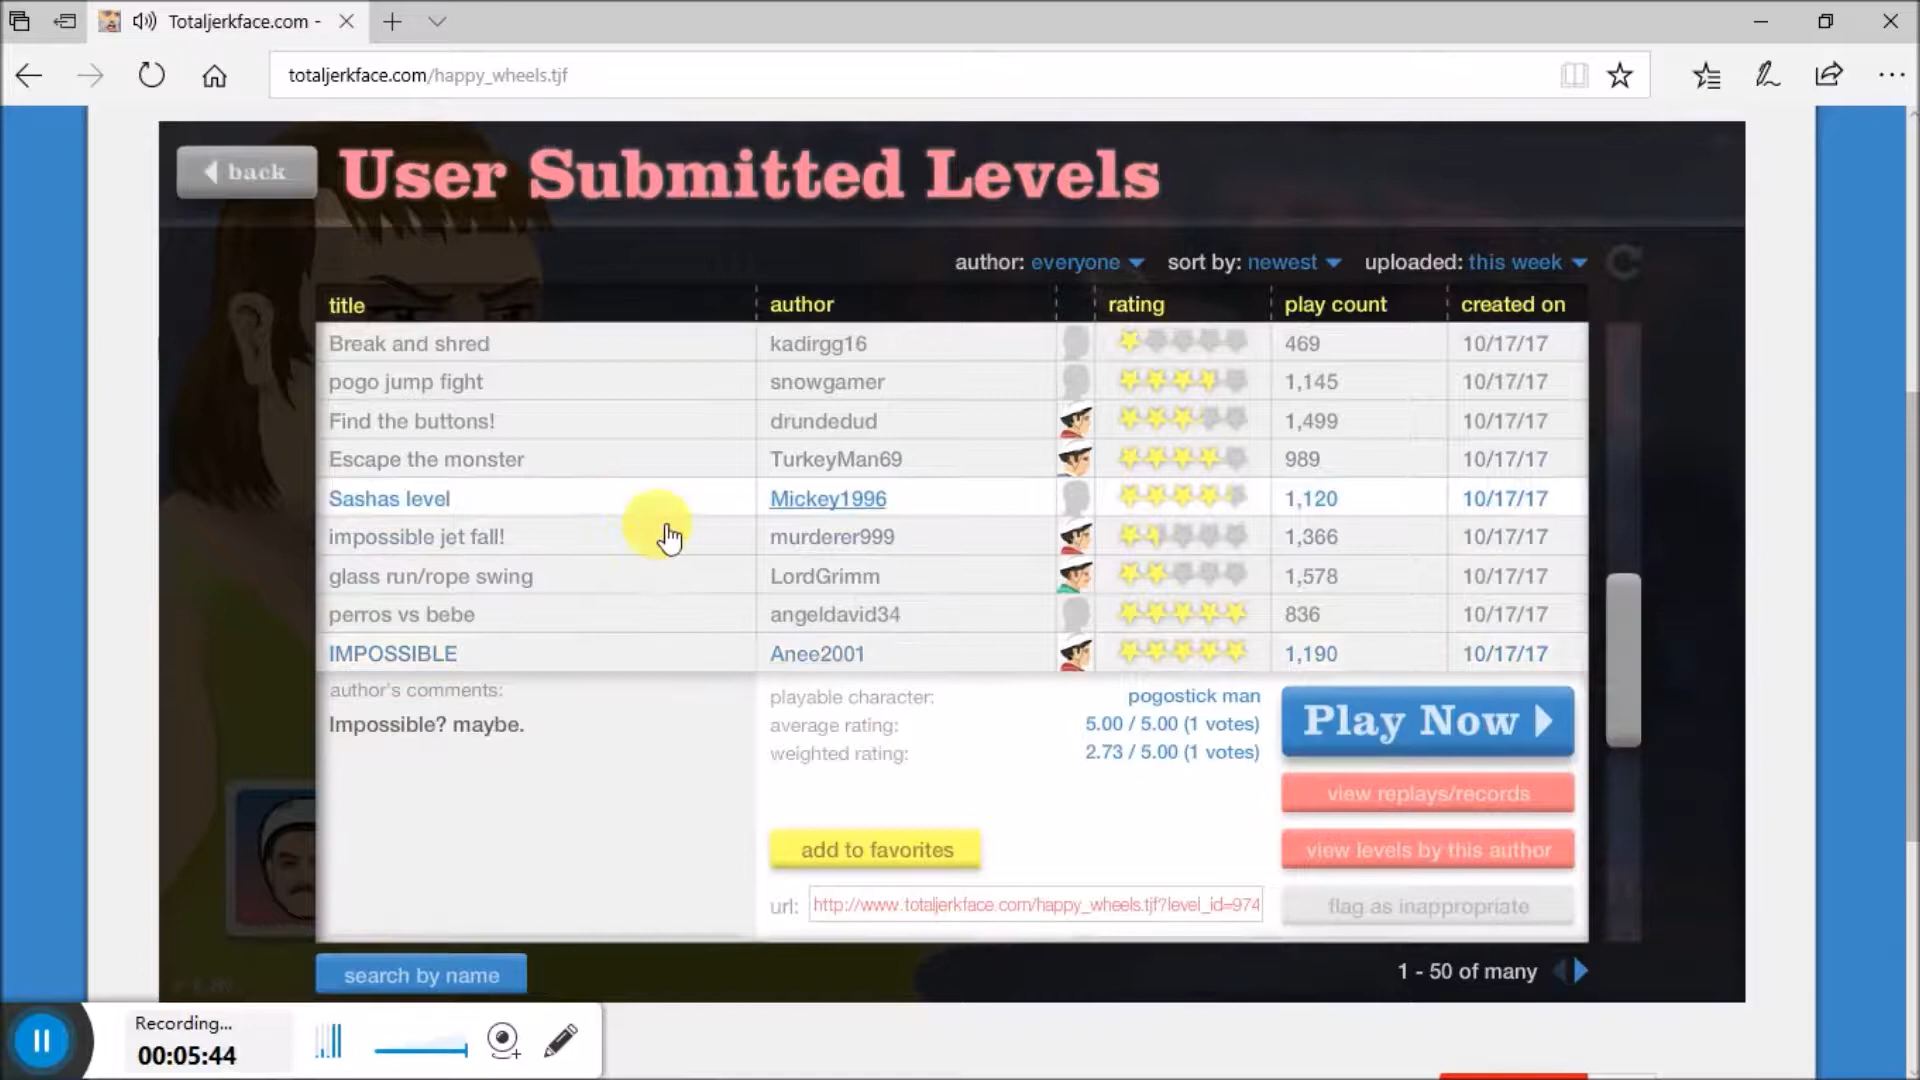 Totaljerkface.com -
totaljerkface.com/happy_wheels.tjf
back
User Submitted Levels
author: everyone sort by: newest uploaded: this week
title author rating play count created on
Break and shred kadirgg16 469 10/17/17
pogo jump fight snowgamer 1,145 10/17/17
Find the buttons! drundedud 1,499 10/17/17
Escape the monster TurkeyMan69 989 10/17/17
Sashas level Mickey1996 1,120 10/17/17
impossible jet fall! murderer999 1,366 10/17/17
glass run/rope swing LordGrimm 1,578 10/17/17
perros vs bebe angeldavid34 836 10/17/17
IMPOSSIBLE Anee2001 1,190 10/17/17
author's comments:
Impossible? maybe.
playable character: pogostick man
average rating: 5.00 / 5.00 (1 votes)
weighted rating: 2.73 / 5.00 (1 votes)
Play Now
view replays/records
add to favorites
view levels by this author
url: http://www.totaljerkface.com/happy_wheels.tjf?level_id=974
flag as inappropriate
search by name
1 - 50 of many
Recording...
00:05:44